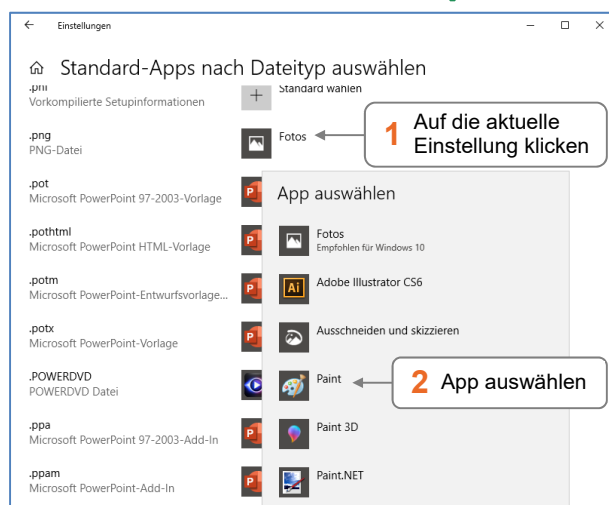 Einstellungen
Standard-Apps nach Dateityp auswählen
Vorkompilierte Setupinformationen
Standard wählen
.png
PNG-Datei
Fotos
1 Auf die aktuelle
Einstellung klicken
.pot
Microsoft PowerPoint 97-2003-Vorlage
.pothtml
Microsoft PowerPoint HTML-Vorlage
.potm
Microsoft PowerPoint-Entwurfsvorlage...
.potx
Microsoft PowerPoint-Vorlage
.POWERDVD
POWERDVD Datei
.ppa
Microsoft PowerPoint 97-2003-Add-In
.ppam
Microsoft PowerPoint-Add-In
App auswählen
Fotos
Empfohlen für Windows 10
Ai
Adobe Illustrator CS6
Ausschneiden und skizzieren
Paint
2 App auswählen
Paint 3D
Paint.NET